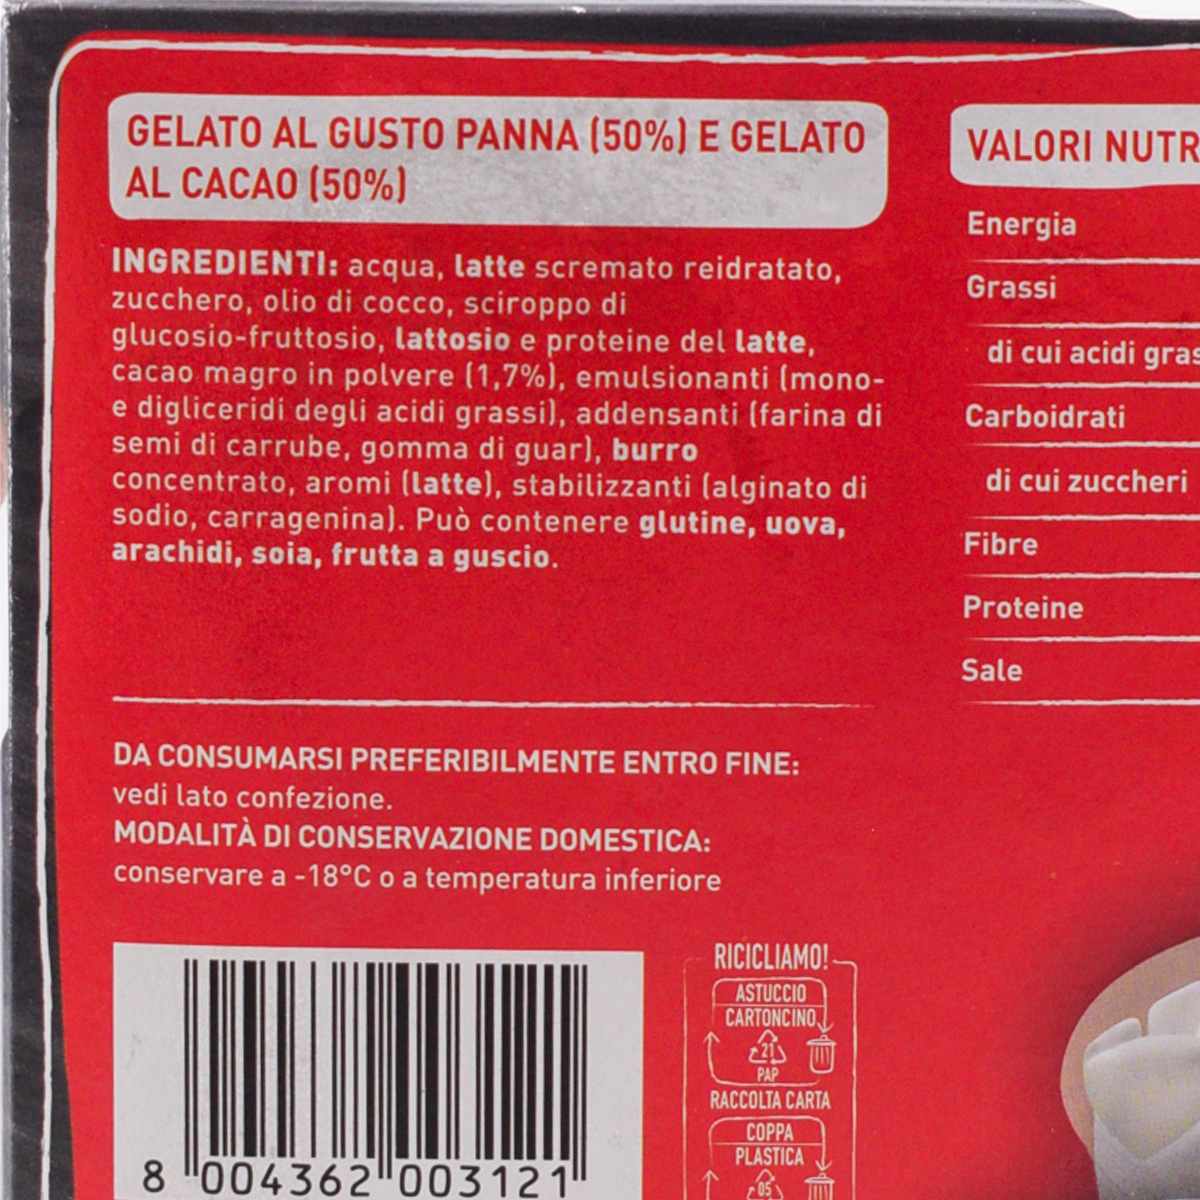 GELATO AL GUSTO PANNA (50%) E GELATO
AL CACAO (50%)
INGREDIENTI: acqua, latte scremato reidratato,
zucchero, olio di cocco, sciroppo di
glucosio-fruttosio, lattosio e proteine del latte,
cacao magro in polvere (1,7%), emulsionanti (mono-
e digliceridi degli acidi grassi), addensanti (farina di
semi di carrube, gomma di guar), burro
concentrato, aromi (latte), stabilizzanti (alginato di
sodio, carragenina). Può contenere glutine, uova,
arachidi, soia, frutta a guscio.
DA CONSUMARSI PREFERIBILMENTE ENTRO FINE:
vedi lato confezione.
MODALITÀ DI CONSERVAZIONE DOMESTICA:
conservare a -18°C o a temperatura inferiore
8 004362 003121
RICICLIAMO!
ASTUCCIO
CARTONCINO
21
PAP
RACCOLTA CARTA
COPPA
PLASTICA
05
VALORI NUTR
Energia
Grassi
di cui acidi gras
Carboidrati
di cui zuccheri
Fibre
Proteine
Sale